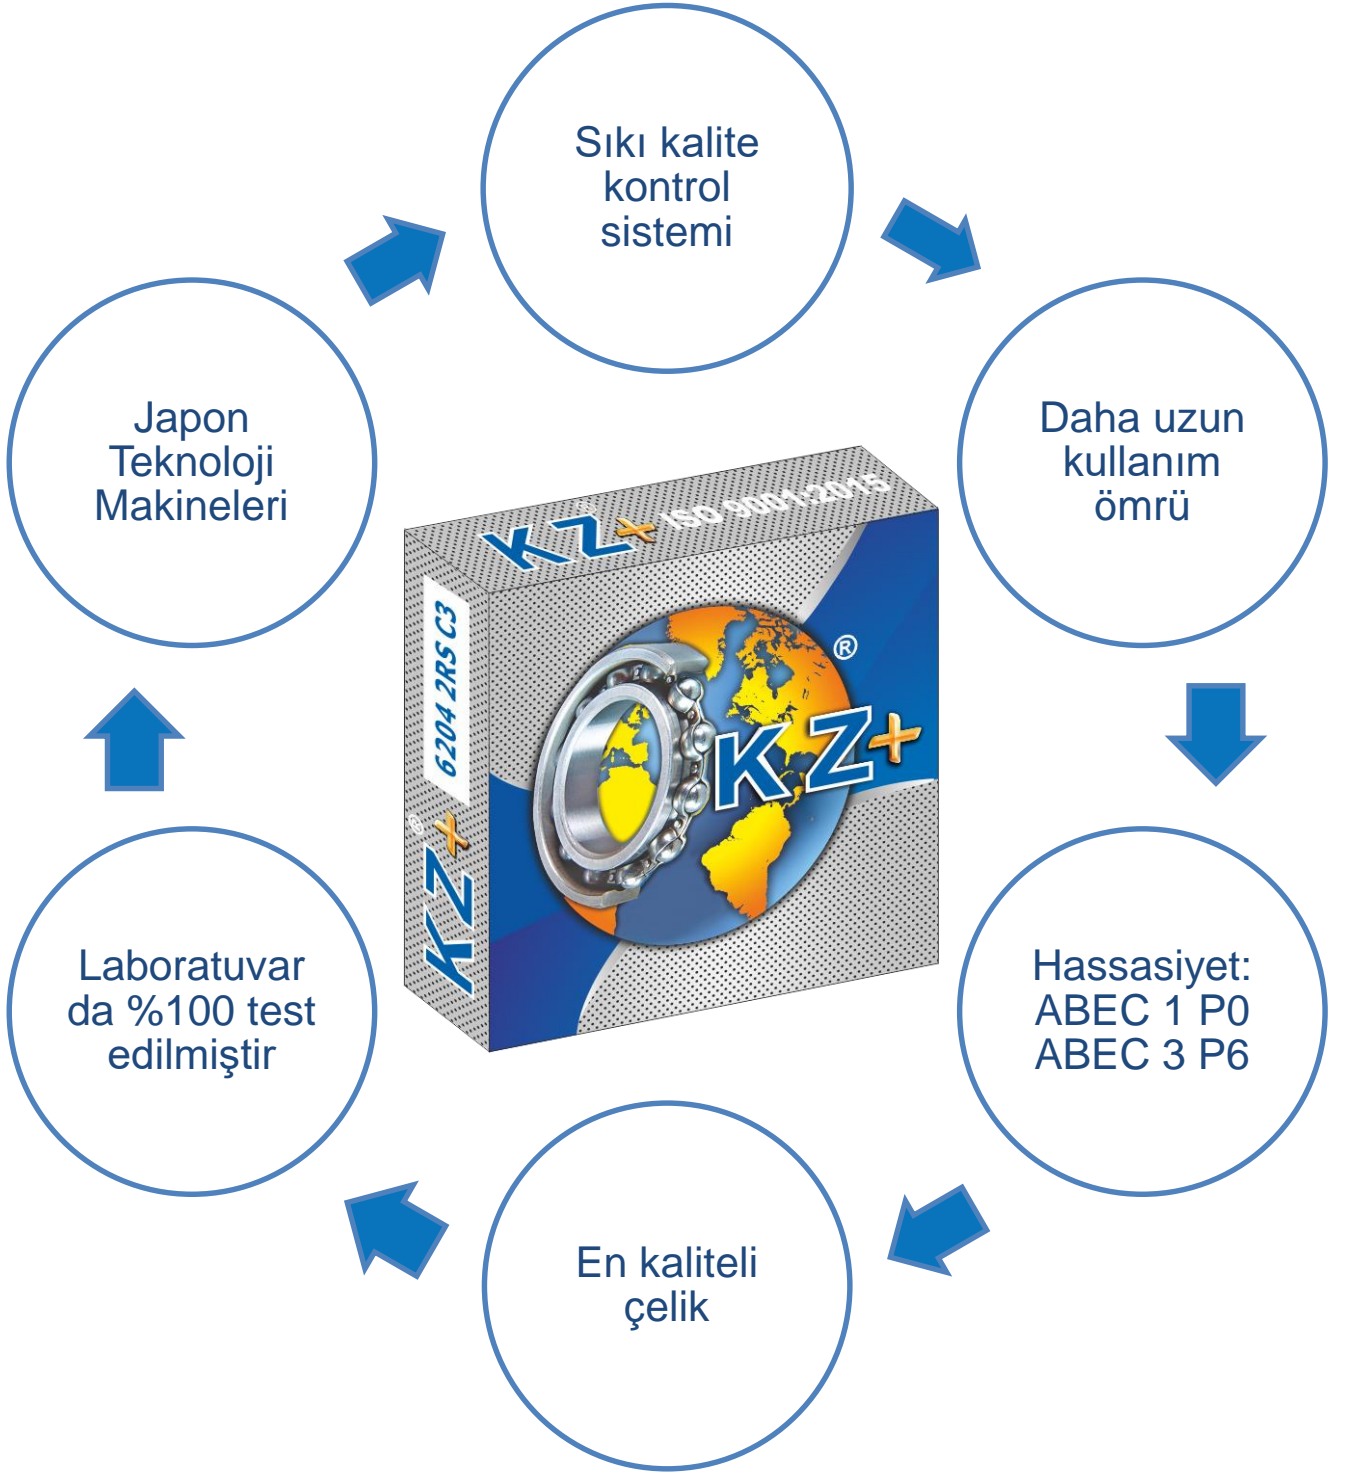 Sıkı kalite
kontrol
sistemi
Daha uzun
kullanım
ömrü
Hassasiyet:
ABEC 1 P0
ABEC 3 P6
En kaliteli
çelik
Laboratuvar
da %100 test
edilmiştir
Japon
Teknoloji
Makineleri
KZ+ ISO 9001:2015
6204 2RS C3
KZ+ ®
®
KZ+